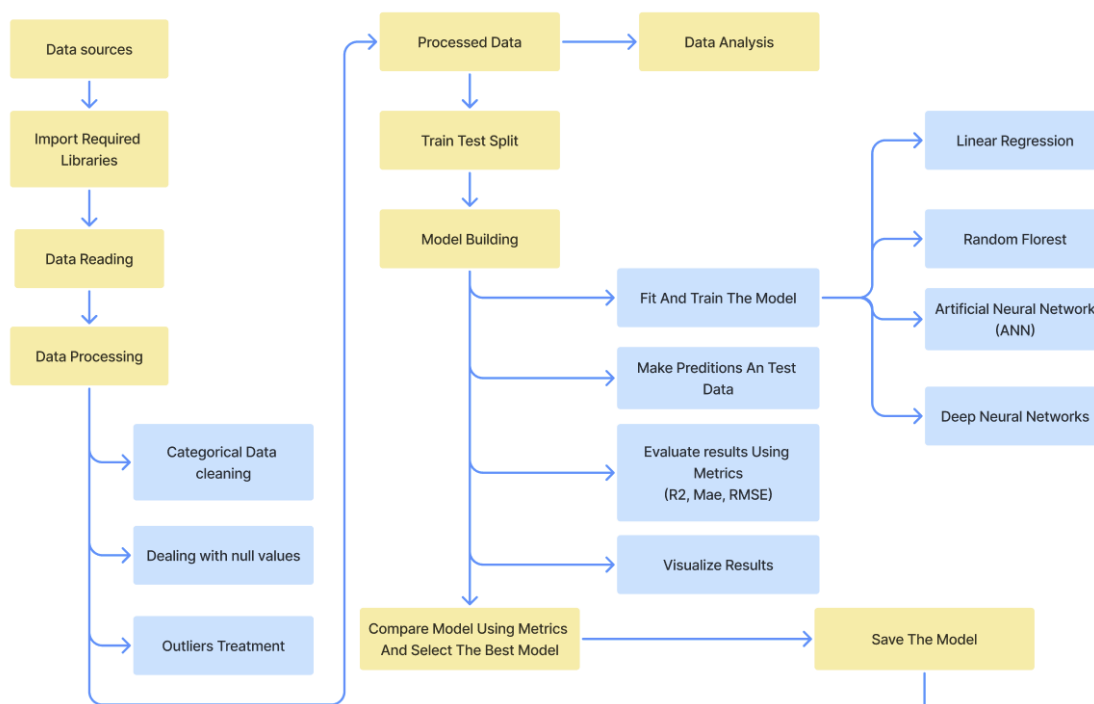 Data sources
Import Required
Libraries
Data Reading
Data Processing
Categorical Data
cleaning
Dealing with null values
Outliers Treatment
Processed Data
Data Analysis
Train Test Split
Model Building
Fit And Train The Model
Make Preditions An Test
Data
Evaluate results Using
Metrics
(R2, Mae, RMSE)
Visualize Results
Linear Regression
Random Florest
Artificial Neural Network
(ANN)
Deep Neural Networks
Compare Model Using Metrics
And Select The Best Model
Save The Model